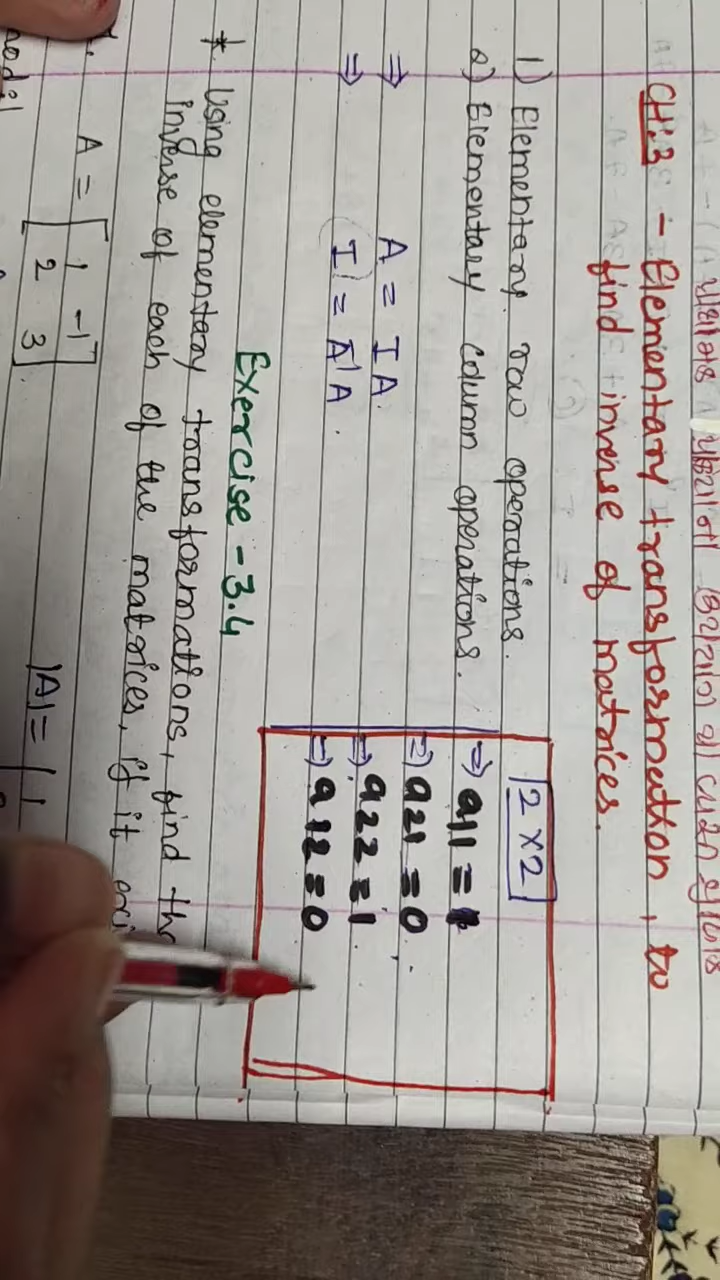 CH:3 - Elementary transformation, to
find inverse of matrices.
1) Elementary row operations.
2) Elementary column operations.
⇒ A = IA.
⇒ I = A¹A.
2×2
⇒ a11 = 1
⇒ a21 = 0
⇒ a22 = 1
⇒ a12 = 0
Exercise - 3.4
* Using elementary transformations, find the
inverse of each of the matrices, if it
A = [1 -1
2 3].
|A| = | 1